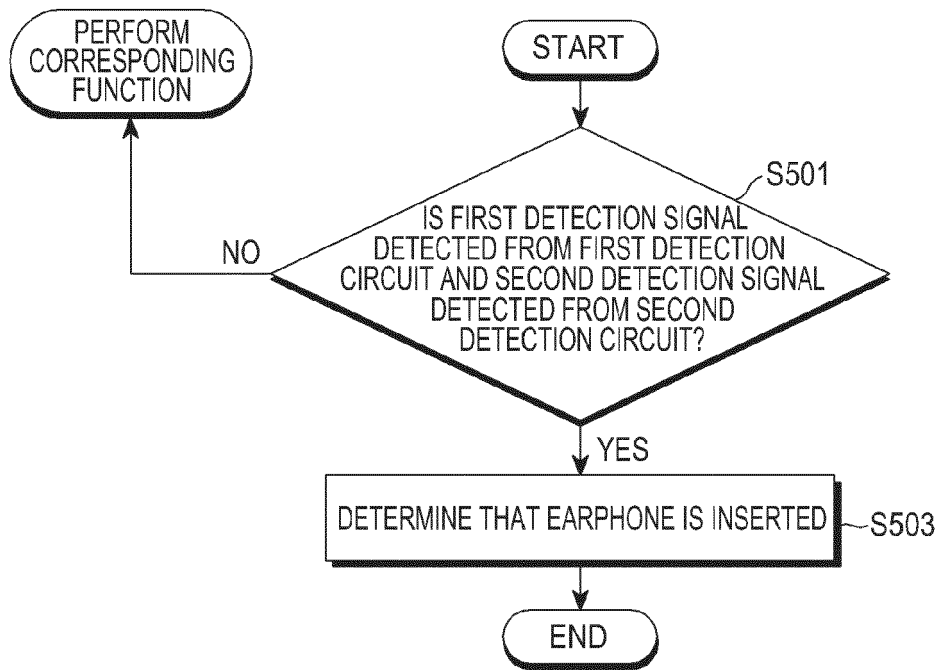 START
PERFORM
CORRESPONDING
FUNCTION
S501
IS FIRST DETECTION SIGNAL
DETECTED FROM FIRST DETECTION
CIRCUIT AND SECOND DETECTION SIGNAL
DETECTED FROM SECOND
DETECTION CIRCUIT?
NO
YES
DETERMINE THAT EARPHONE IS INSERTED
S503
END